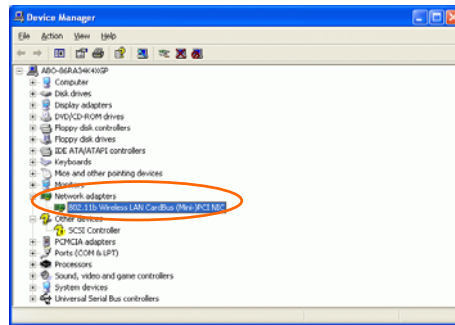 Device Manager
File Action View Help
ABO-86RA34K4XGP
Computer
Disk drives
Display adapters
DVD/CD-ROM drives
Floppy disk controllers
Floppy disk drives
IDE ATA/ATAPI controllers
Keyboards
Mice and other pointing devices
Monitors
Network adapters
802.11b Wireless LAN CardBus (Mini-)PCI NIC
Other devices
SCSI Controller
PCMCIA adapters
Ports (COM & LPT)
Processors
Sound, video and game controllers
System devices
Universal Serial Bus controllers